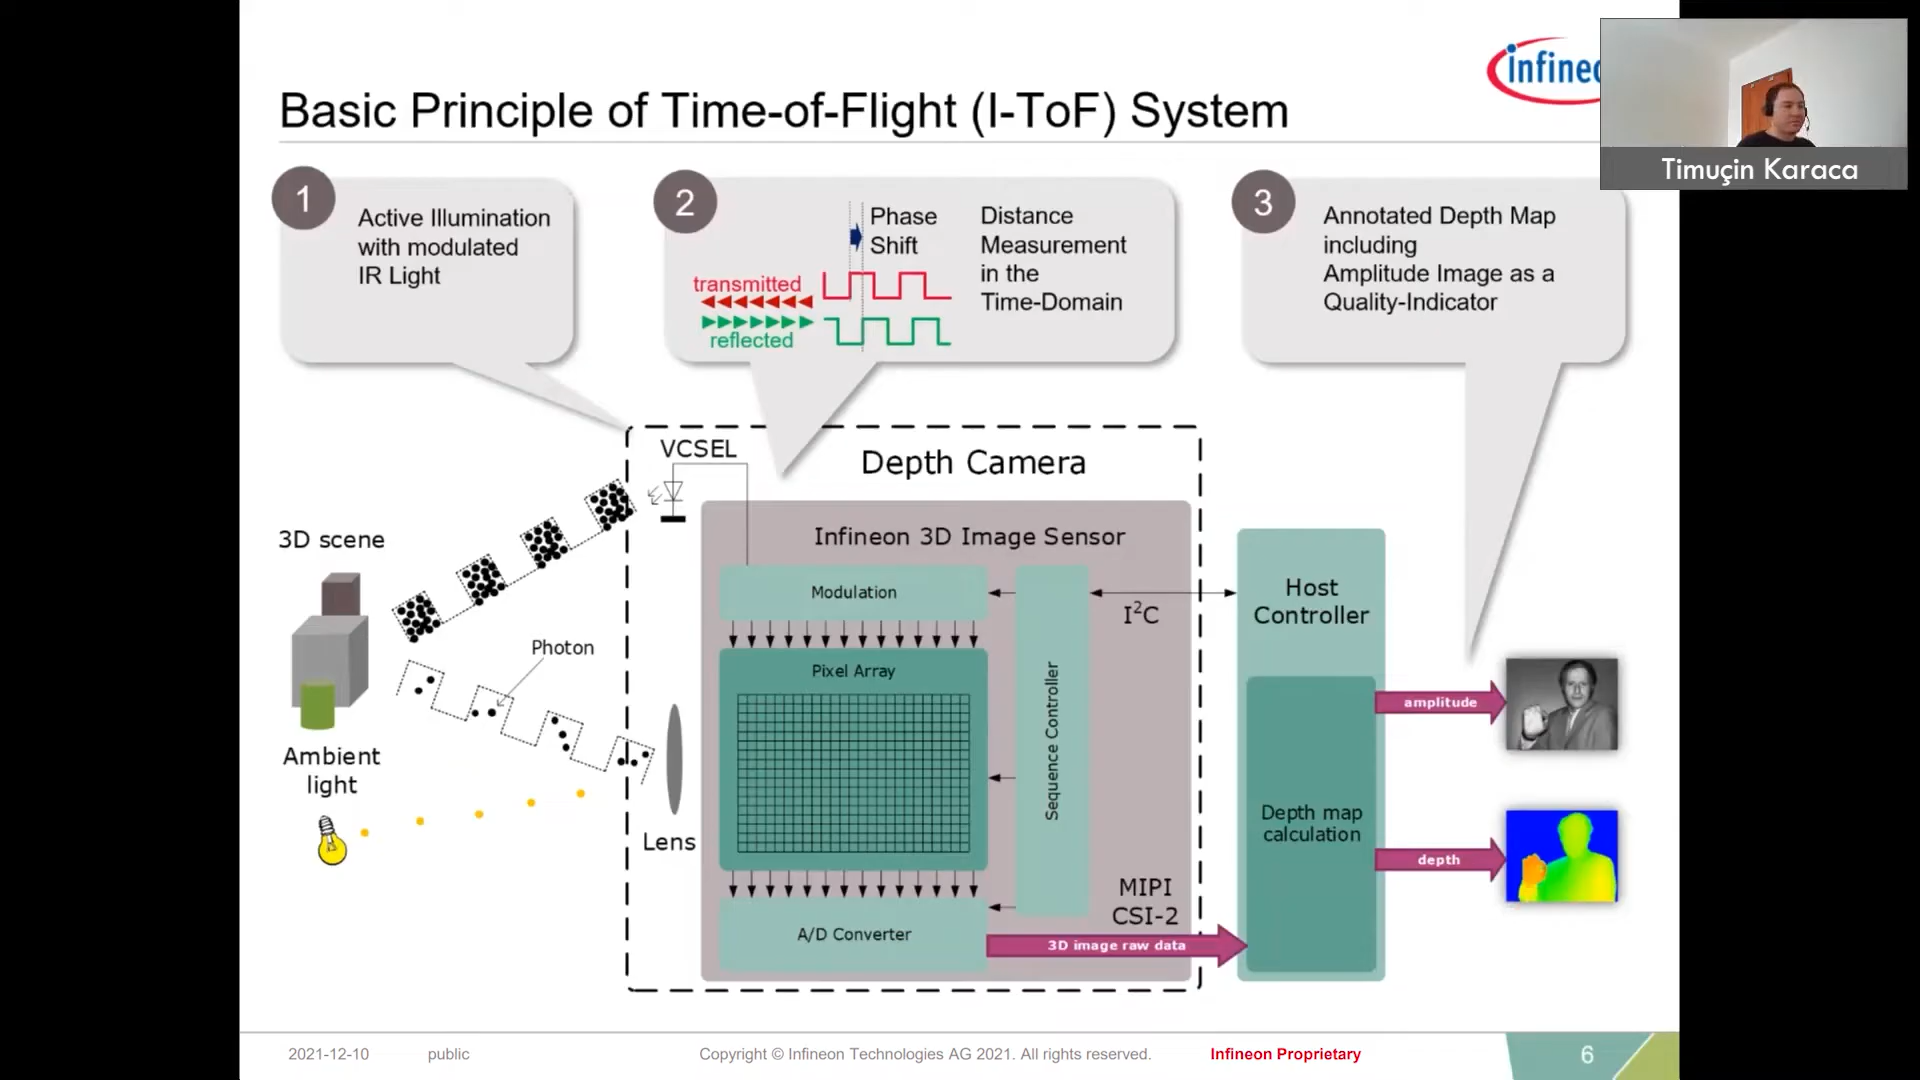 infineo
Timuçin Karaca
Basic Principle of Time-of-Flight (I-ToF) System
1
Active Illumination
with modulated
IR Light
2
Phase
Shift
transmitted
reflected
Distance
Measurement
in the
Time-Domain
3
Annotated Depth Map
including
Amplitude Image as a
Quality-Indicator
VCSEL
Depth Camera
3D scene
Photon
Ambient
light
Lens
Infineon 3D Image Sensor
Modulation
Pixel Array
Sequence Controller
A/D Converter
I²C
MIPI
CSI-2
3D image raw data
Host
Controller
Depth map
calculation
amplitude
depth
2021-12-10
public
Copyright © Infineon Technologies AG 2021. All rights reserved.
Infineon Proprietary
6